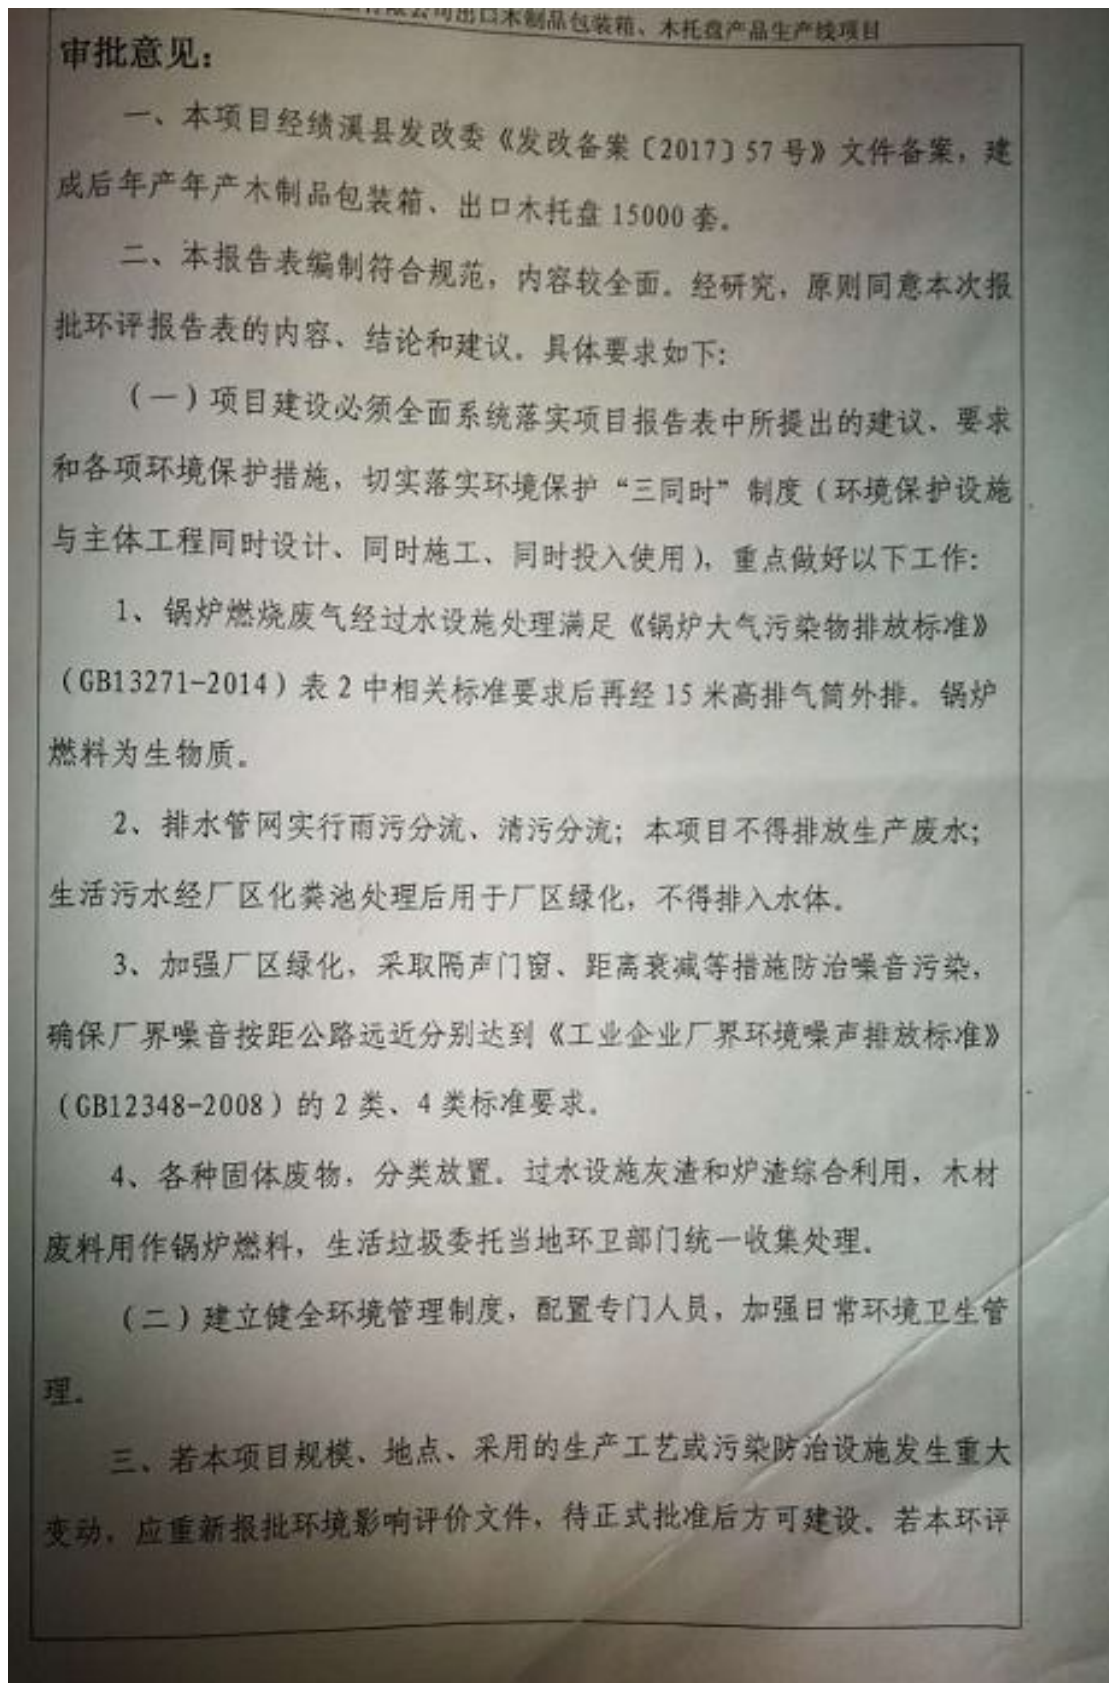 有限公司出口木制品包装箱、木托盘产品生产线项目
审批意见：
一、本项目经绩溪县发改委《发改备案〔2017〕57号》文件备案，建
成后年产年产木制品包装箱、出口木托盘15000套。
二、本报告表编制符合规范，内容较全面。经研究，原则同意本次报
批环评报告表的内容、结论和建议。具体要求如下：
（一）项目建设必须全面系统落实项目报告表中所提出的建议、要求
和各项环境保护措施，切实落实环境保护“三同时”制度（环境保护设施
与主体工程同时设计、同时施工、同时投入使用），重点做好以下工作：
1、锅炉燃烧废气经过水设施处理满足《锅炉大气污染物排放标准》
（GB13271-2014）表2中相关标准要求后再经15米高排气筒外排。锅炉
燃料为生物质。
2、排水管网实行雨污分流、清污分流；本项目不得排放生产废水；
生活污水经厂区化粪池处理后用于厂区绿化，不得排入水体。
3、加强厂区绿化，采取隔声门窗、距离衰减等措施防治噪音污染，
确保厂界噪音按距公路远近分别达到《工业企业厂界环境噪声排放标准》
（GB12348-2008）的2类、4类标准要求。
4、各种固体废物，分类放置。过水设施灰渣和炉渣综合利用，木材
废料用作锅炉燃料，生活垃圾委托当地环卫部门统一收集处理。
（二）建立健全环境管理制度，配置专门人员，加强日常环境卫生管
理。
三、若本项目规模、地点、采用的生产工艺或污染防治设施发生重大
变动，应重新报批环境影响评价文件，待正式批准后方可建设。若本环评